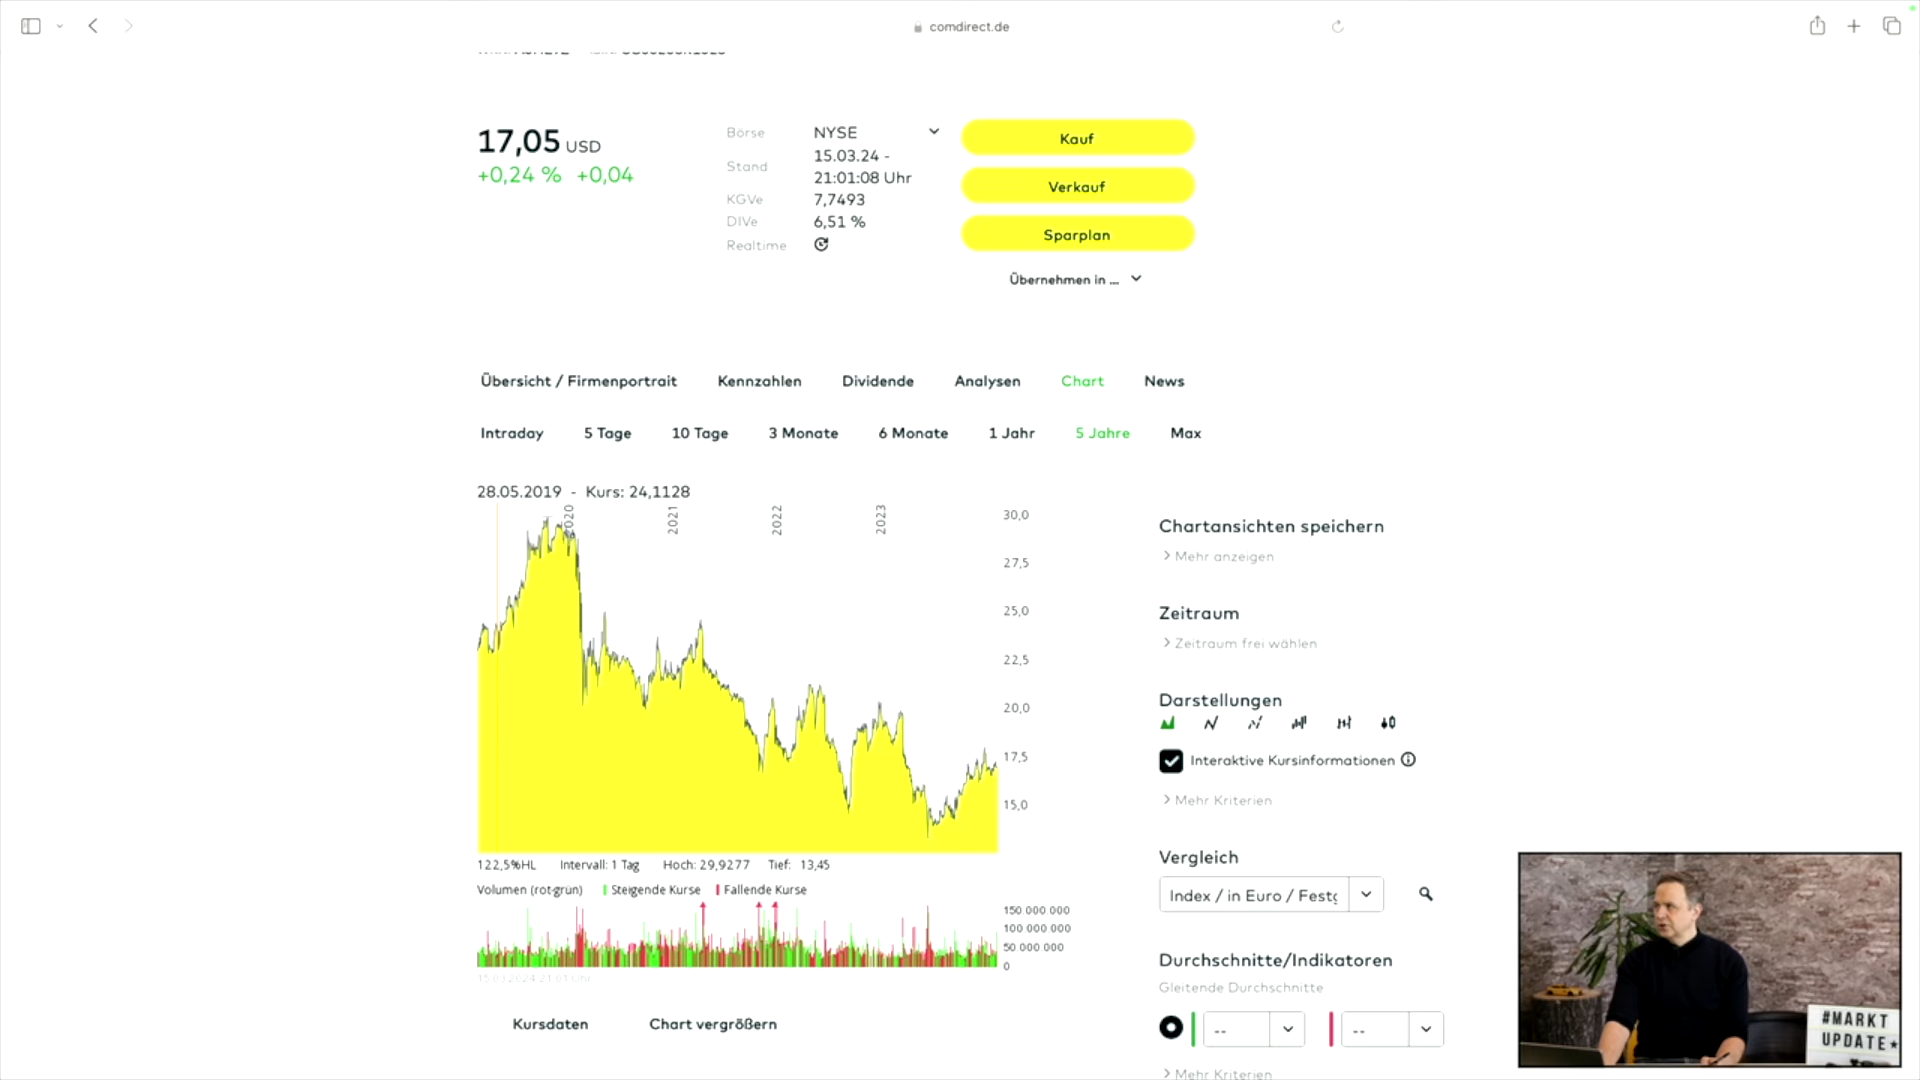 comdirect.de
17,05 USD
+0,24 % +0,04
Börse NYSE
Stand 15.03.24 -
21:01:08 Uhr
KGVe 7,7493
DIVe 6,51 %
Realtime
Kauf
Verkauf
Sparplan
Übernehmen in ...
Übersicht / Firmenportrait Kennzahlen Dividende Analysen Chart News
Intraday 5 Tage 10 Tage 3 Monate 6 Monate 1 Jahr 5 Jahre Max
28.05.2019 - Kurs: 24,1128
2020 2021 2022 2023
30,0
27,5
25,0
22,5
20,0
17,5
15,0
122,5%HL Intervall: 1 Tag Hoch: 29,9277 Tief: 13,45
Volumen (rot-grün) Steigende Kurse Fallende Kurse
150 000 000
100 000 000
50 000 000
0
15.03.2024 21:01 Uhr
Kursdaten Chart vergrößern
Chartansichten speichern
Mehr anzeigen
Zeitraum
Zeitraum frei wählen
Darstellungen
Interaktive Kursinformationen
Mehr Kriterien
Vergleich
Index / in Euro / Festg
Durchschnitte/Indikatoren
Gleitende Durchschnitte
-- --
Mehr Kriterien
#MARKT
UPDATE★